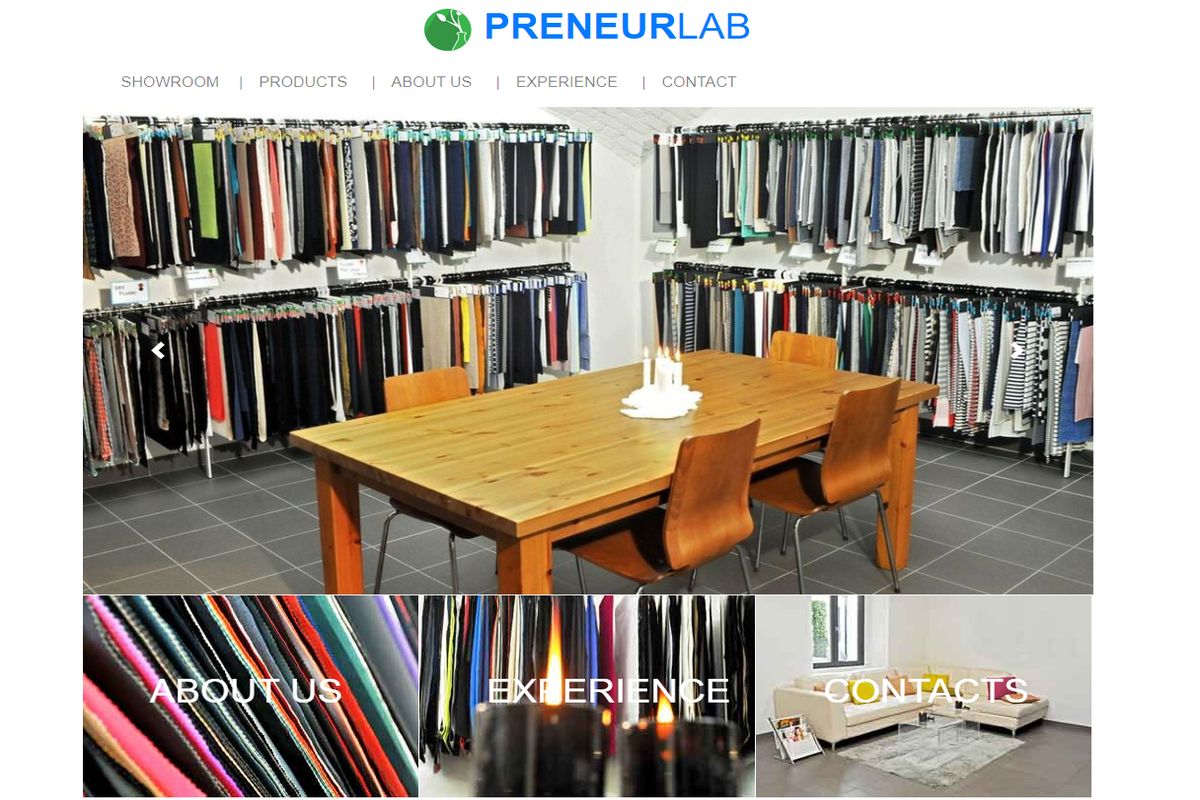 PRENEURLAB
SHOWROOM | PRODUCTS | ABOUT US | EXPERIENCE | CONTACT
ABOUT US
EXPERIENCE
CONTACTS